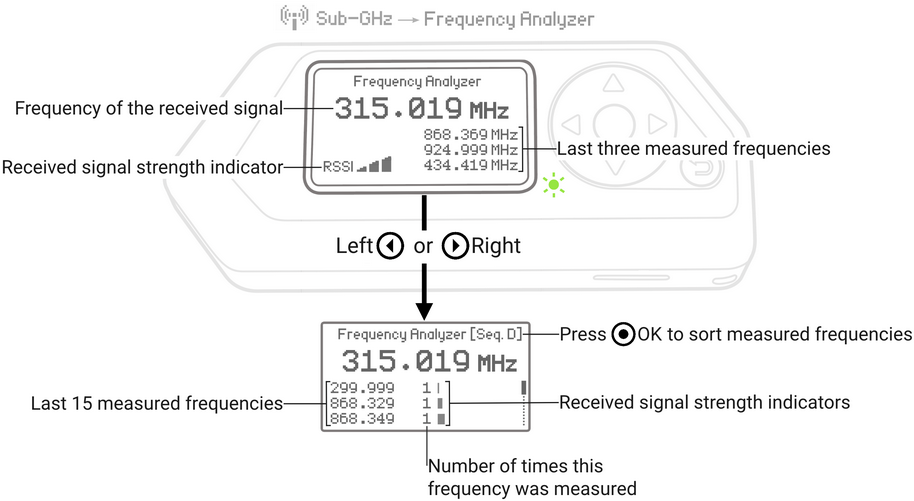 Sub-GHz → Frequency Analyzer
Frequency Analyzer
Frequency of the received signal
315.019 MHz
868.369 MHz
924.999 MHz
434.419 MHz
Last three measured frequencies
Received signal strength indicator
RSSI
Left or Right
Frequency Analyzer [Seq. D]
Press OK to sort measured frequencies
315.019 MHz
299.999 1
868.329 1
868.349 1
Last 15 measured frequencies
Received signal strength indicators
Number of times this
frequency was measured